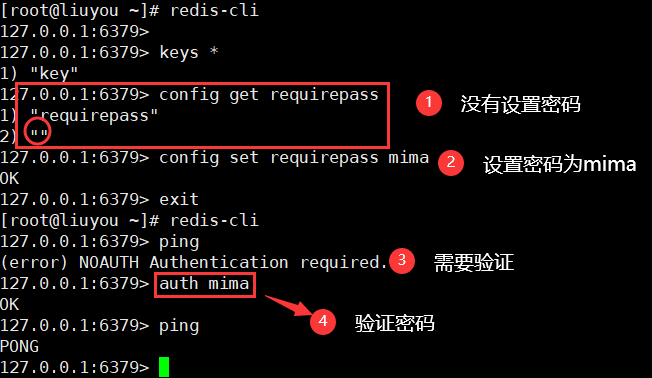 [root@liuyou ~]# redis-cli
127.0.0.1:6379>
127.0.0.1:6379> keys *
1) "key"
127.0.0.1:6379> config get requirepass
1 没有设置密码
1) "requirepass"
2) ""
127.0.0.1:6379> config set requirepass mima
2 设置密码为mima
OK
127.0.0.1:6379> exit
[root@liuyou ~]# redis-cli
127.0.0.1:6379> ping
(error) NOAUTH Authentication required.
3 需要验证
127.0.0.1:6379> auth mima
OK
4 验证密码
127.0.0.1:6379> ping
PONG
127.0.0.1:6379>